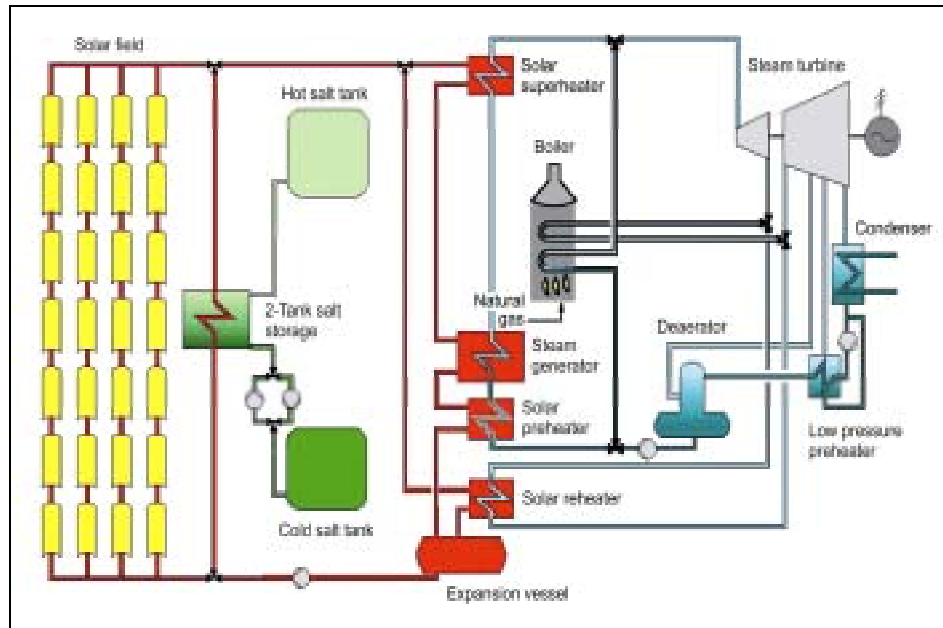 Solar field
Hot salt tank
2-Tank salt
storage
Cold salt tank
Solar
superheater
Boiler
Natural
gas
Steam
generator
Solar
preheater
Solar reheater
Expansion vessel
Steam turbine
Condenser
Deaerator
Low pressure
preheater